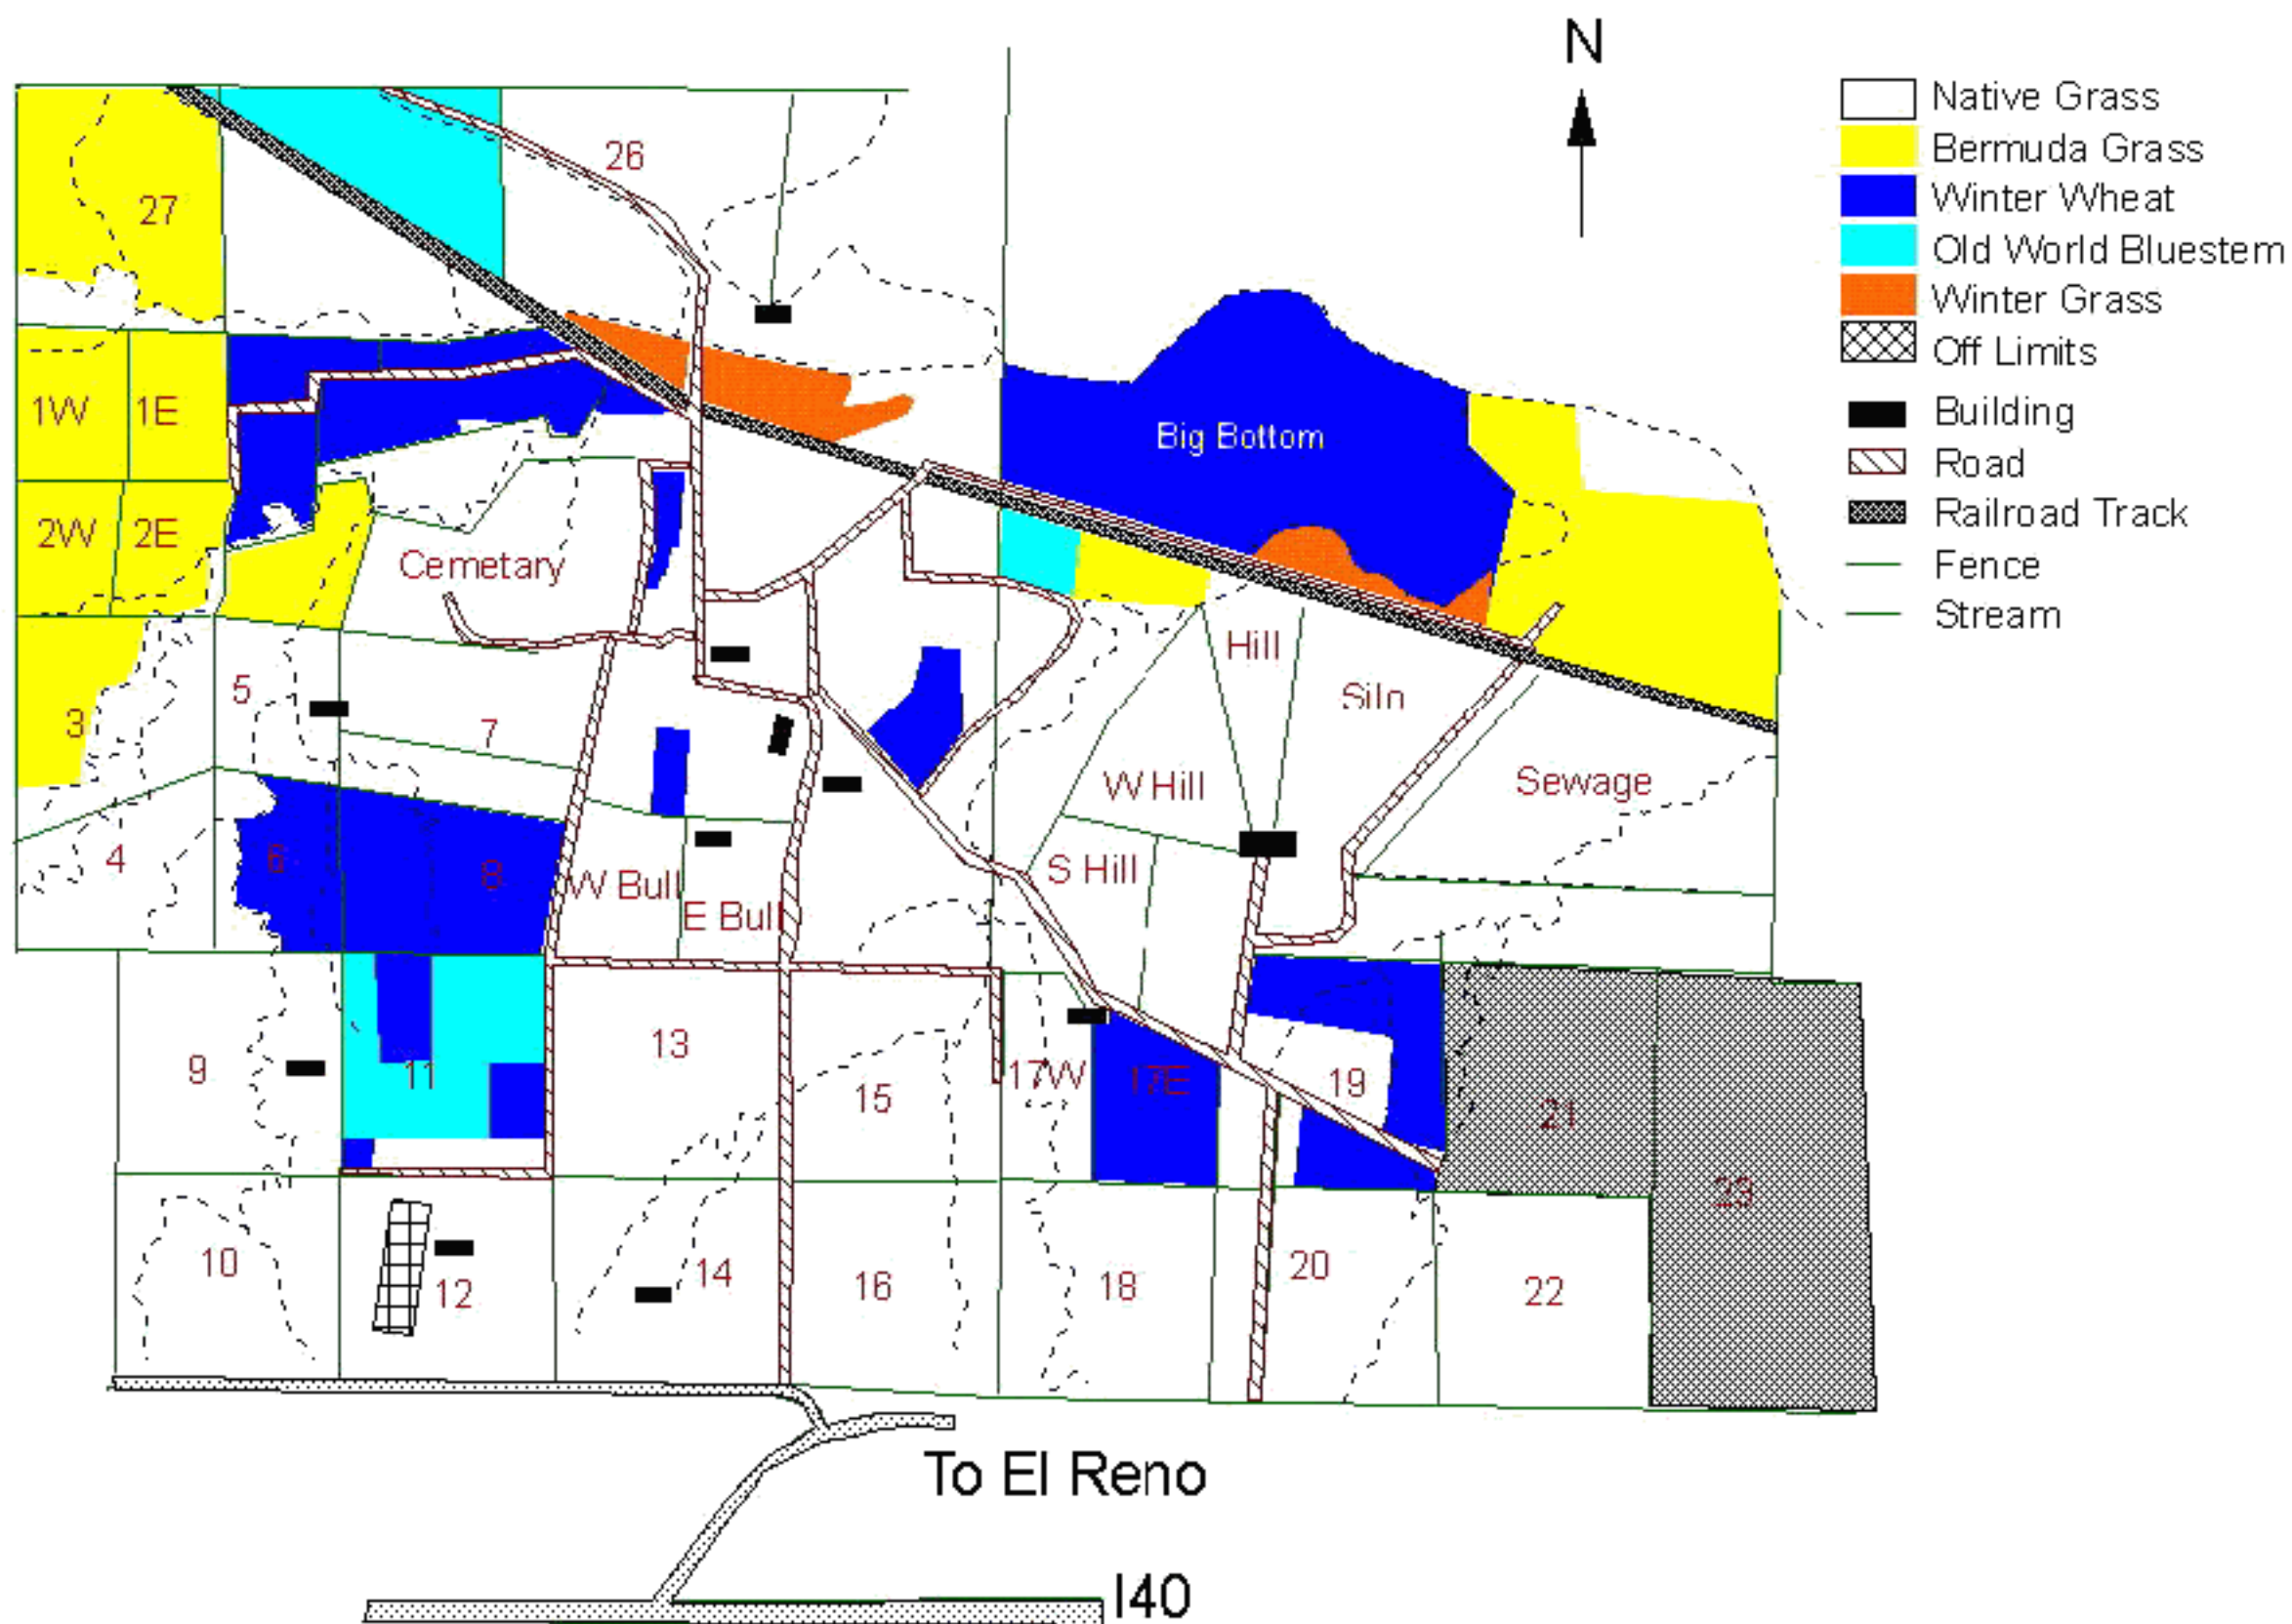 N
Native Grass
Bermuda Grass
Winter Wheat
Old World Bluestem
Winter Grass
Off Limits
Building
Road
Railroad Track
Fence
Stream
26
27
1W
1E
Big Bottom
2W
2E
Cemetary
Hill
5
Siln
3
7
W Hill
Sewage
4
6
8
W Bull
S Hill
E Bull
9
11
13
15
17W
17E
19
21
23
10
12
14
16
18
20
22
To El Reno
I40